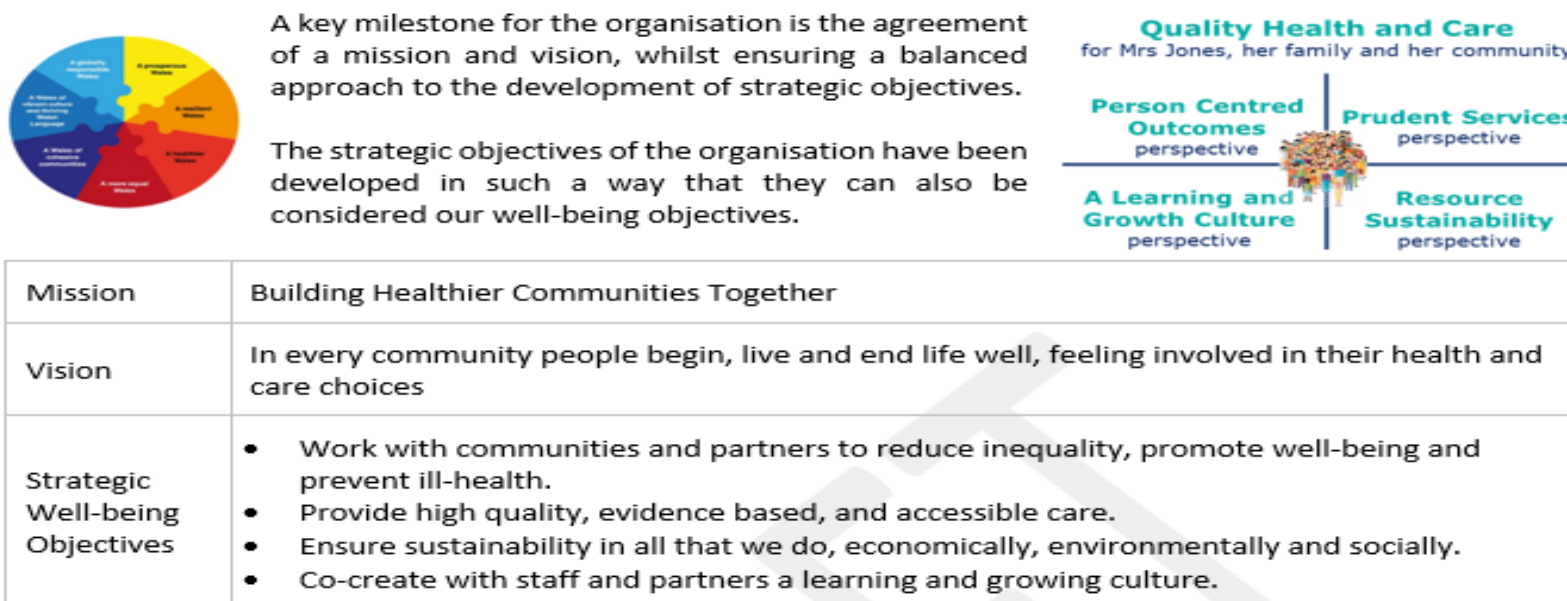 A globally
responsible
Wales
A prosperous
Wales
A Wales of
vibrant culture
and thriving
Welsh
Language
A resilient
Wales
A Wales of
cohesive
communities
A healthier
Wales
A more equal
Wales
A key milestone for the organisation is the agreement
of a mission and vision, whilst ensuring a balanced
approach to the development of strategic objectives.
The strategic objectives of the organisation have been
developed in such a way that they can also be
considered our well-being objectives.
Quality Health and Care
for Mrs Jones, her family and her community
Person Centred
Outcomes
perspective
Prudent Services
perspective
A Learning and
Growth Culture
perspective
Resource
Sustainability
perspective
Mission
Building Healthier Communities Together
Vision
In every community people begin, live and end life well, feeling involved in their health and
care choices
Strategic
Well-being
Objectives
• Work with communities and partners to reduce inequality, promote well-being and
prevent ill-health.
• Provide high quality, evidence based, and accessible care.
• Ensure sustainability in all that we do, economically, environmentally and socially.
• Co-create with staff and partners a learning and growing culture.